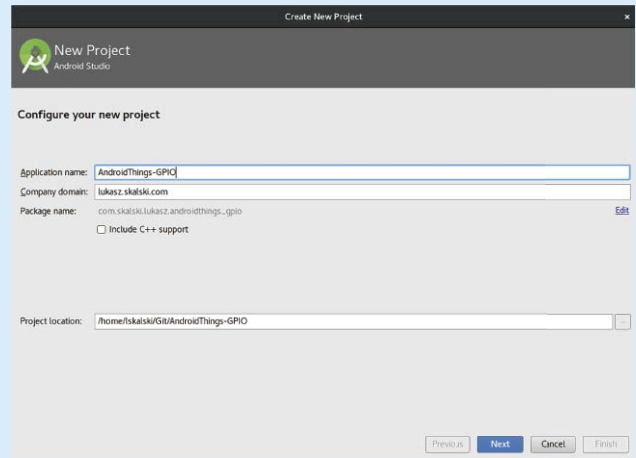 Create New Project
×
New Project
Android Studio
Configure your new project
Application name: AndroidThings-GPIO
Company domain: lukasz.skalski.com
Package name: com.skalski.lukasz.androidthings_gpio Edit
Include C++ support
Project location: /home/lskalski/Git/AndroidThings-GPIO ...
Previous Next Cancel Finish